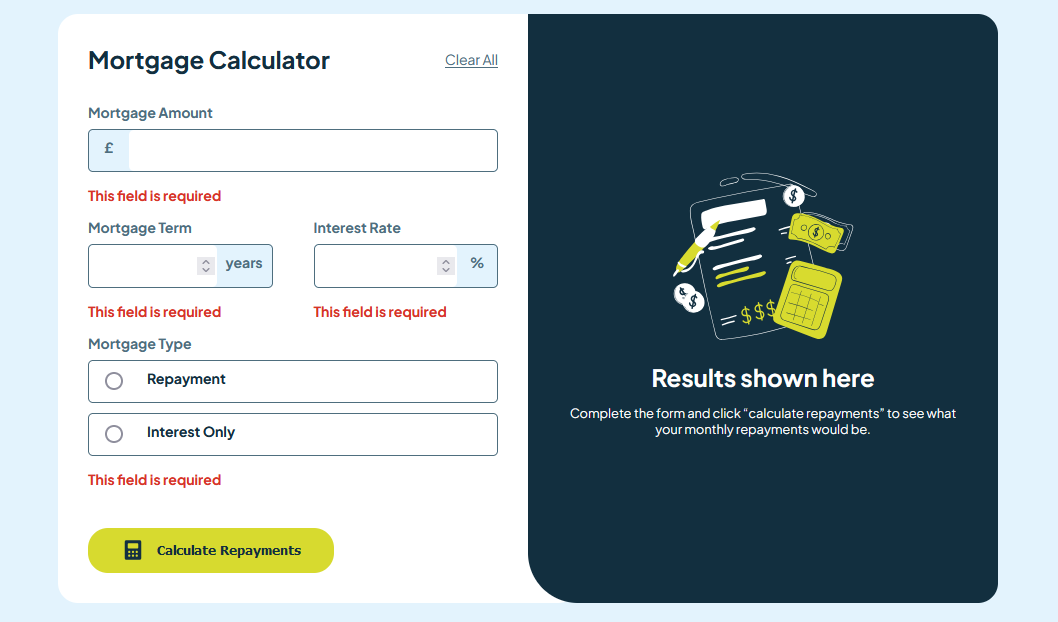 Mortgage Calculator
Clear All
Mortgage Amount
£
This field is required
Mortgage Term
Interest Rate
years
%
This field is required
This field is required
Mortgage Type
Repayment
Interest Only
This field is required
Calculate Repayments
$
$
$
$
$$$
Results shown here
Complete the form and click “calculate repayments” to see what
your monthly repayments would be.